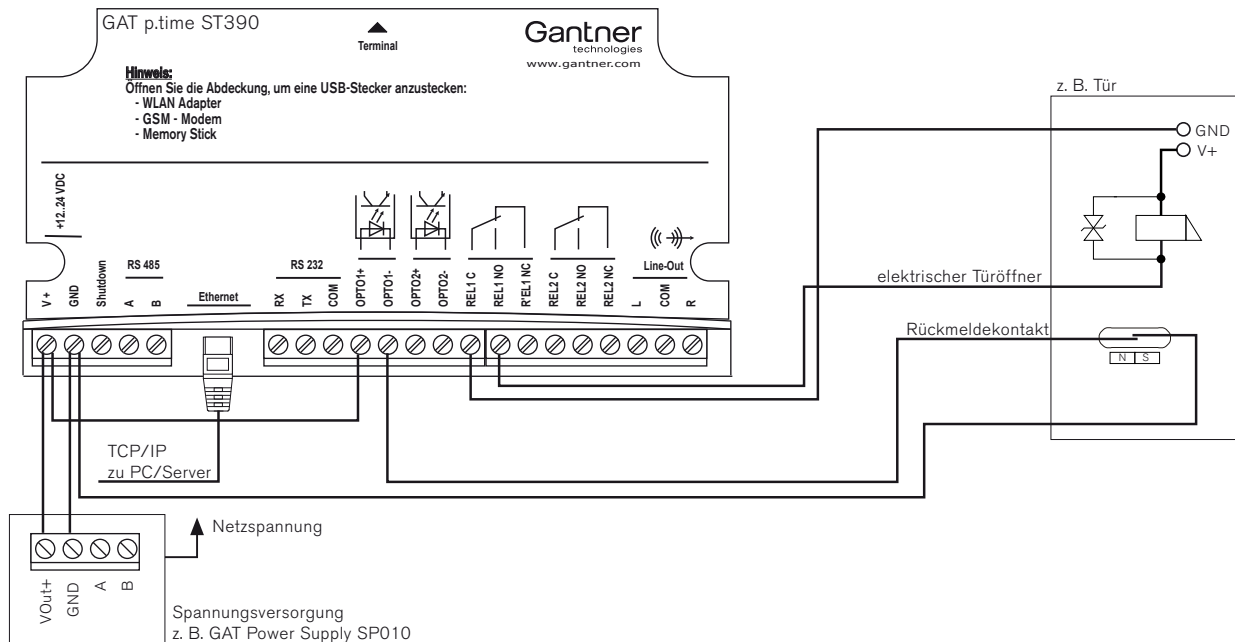 GAT p.time ST390
Terminal
Gantner
technologies
www.gantner.com
Hinweis:
Öffnen Sie die Abdeckung, um eine USB-Stecker anzustecken:
- WLAN Adapter
- GSM - Modem
- Memory Stick
z. B. Tür
GND
V+
+12..24 VDC
RS 485
Ethernet
RS 232
Line-Out
V +
GND
Shutdown
A
B
RX
TX
COM
OPTO1+
OPTO1-
OPTO2+
OPTO2-
REL1 C
REL1 NO
R'EL1 NC
REL2 C
REL2 NO
REL2 NC
L
COM
R
elektrischer Türöffner
Rückmeldekontakt
N S
TCP/IP
zu PC/Server
Netzspannung
VOut+
GND
A
B
Spannungsversorgung
z. B. GAT Power Supply SP010